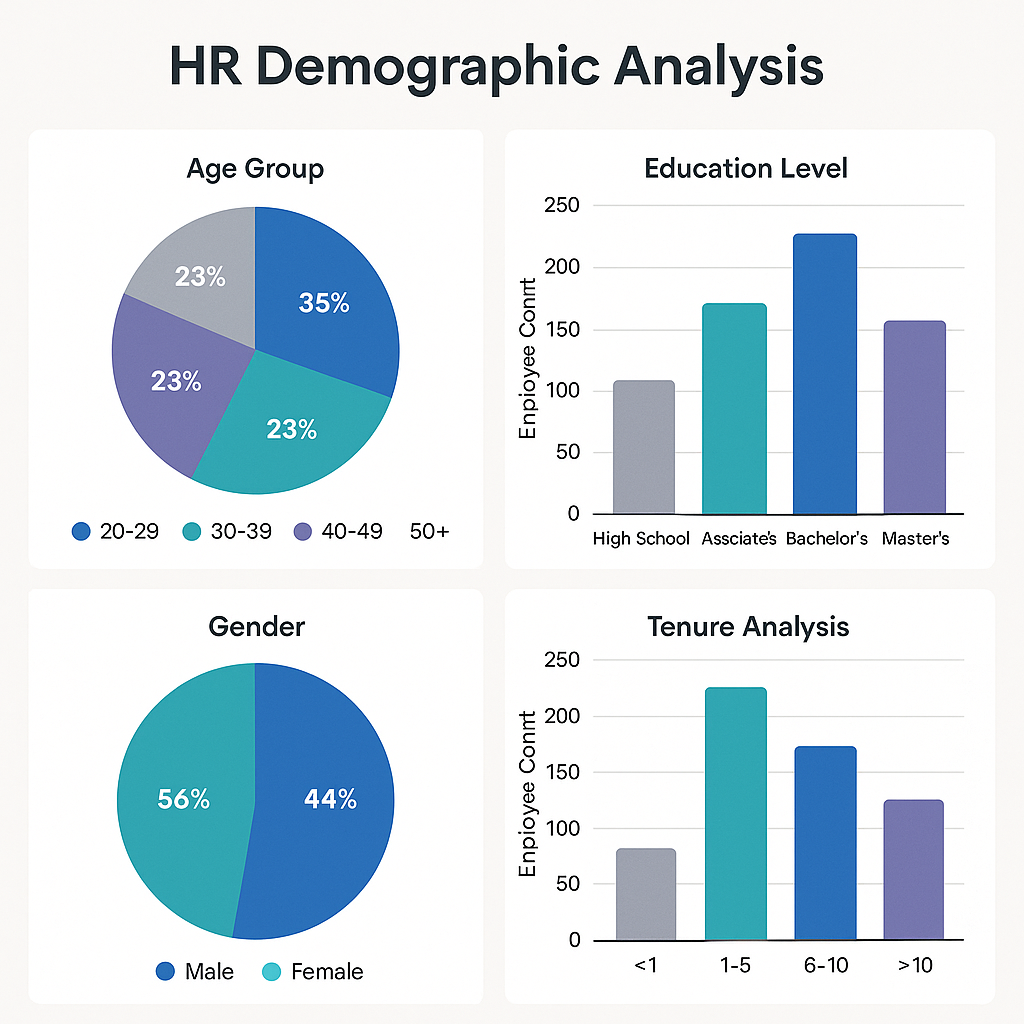 HR Demographic Analysis
Age Group
23%
35%
23%
23%
20-29 30-39 40-49 50+
Education Level
Enpioyee Conırt
250
200
150
100
50
0
High School Assciate's Bachelor's Master's
Gender
56% 44%
Male Female
Tenure Analysis
Enpioyee Conırt
250
200
150
100
50
0
<1 1-5 6-10 >10